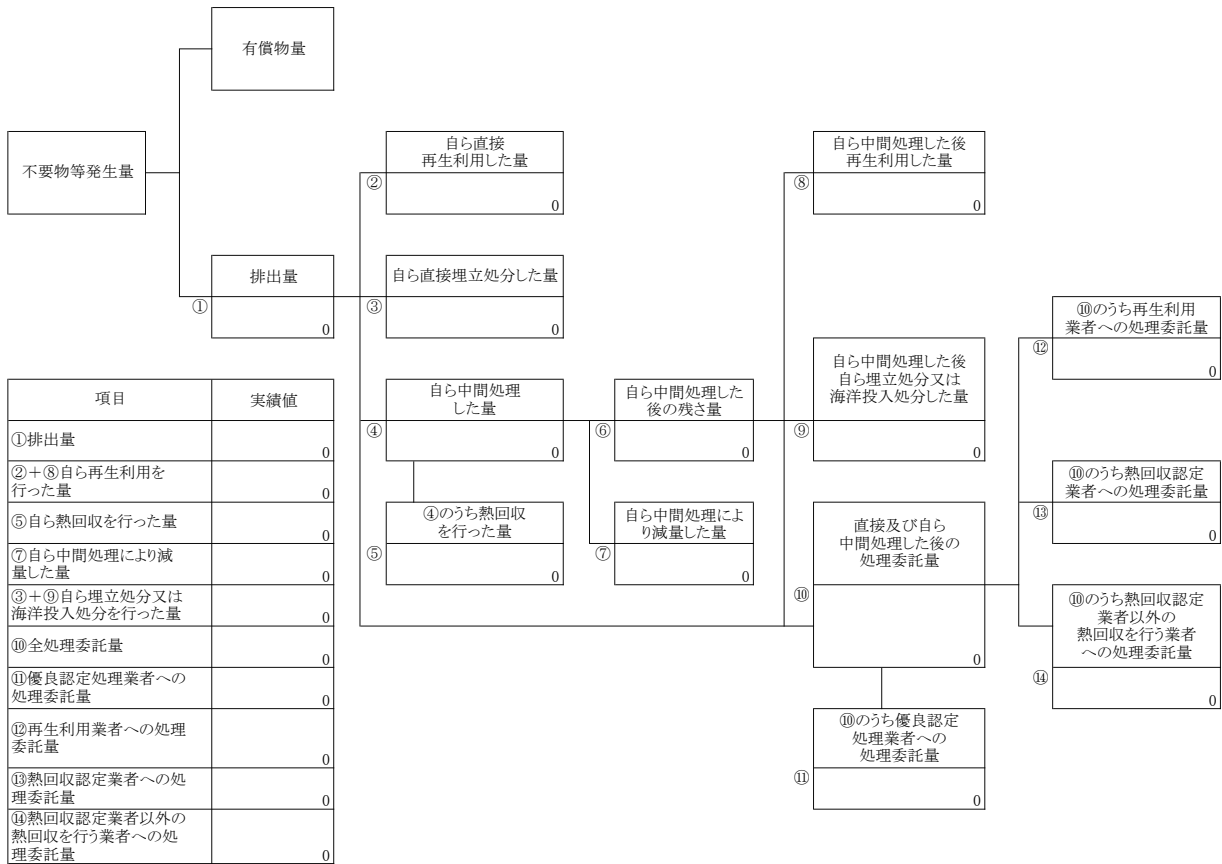 有償物量
不要物等発生量
自ら直接
再生利用した量
②
0
自ら中間処理した後
再生利用した量
⑧
0
排出量
①
0
自ら直接埋立処分した量
③
0
⑩のうち再生利用
業者への処理委託量
⑫
0
自ら中間処理
した量
④
0
自ら中間処理した
後の残さ量
⑥
0
自ら中間処理した後
自ら埋立処分又は
海洋投入処分した量
⑨
0
⑩のうち熱回収認定
業者への処理委託量
⑬
0
④のうち熱回収
を行った量
⑤
0
自ら中間処理によ
り減量した量
⑦
0
直接及び自ら
中間処理した後の
処理委託量
⑩
0
⑩のうち熱回収認定
業者以外の
熱回収を行う業者
への処理委託量
⑭
0
⑩のうち優良認定
処理業者への
処理委託量
⑪
0
項目 実績値
①排出量 0
②+⑧自ら再生利用を
行った量 0
⑤自ら熱回収を行った量 0
⑦自ら中間処理により減
量した量 0
③+⑨自ら埋立処分又は
海洋投入処分を行った量 0
⑩全処理委託量 0
⑪優良認定処理業者への
処理委託量 0
⑫再生利用業者への処理
委託量 0
⑬熱回収認定業者への処
理委託量 0
⑭熱回収認定業者以外の
熱回収を行う業者への処
理委託量 0